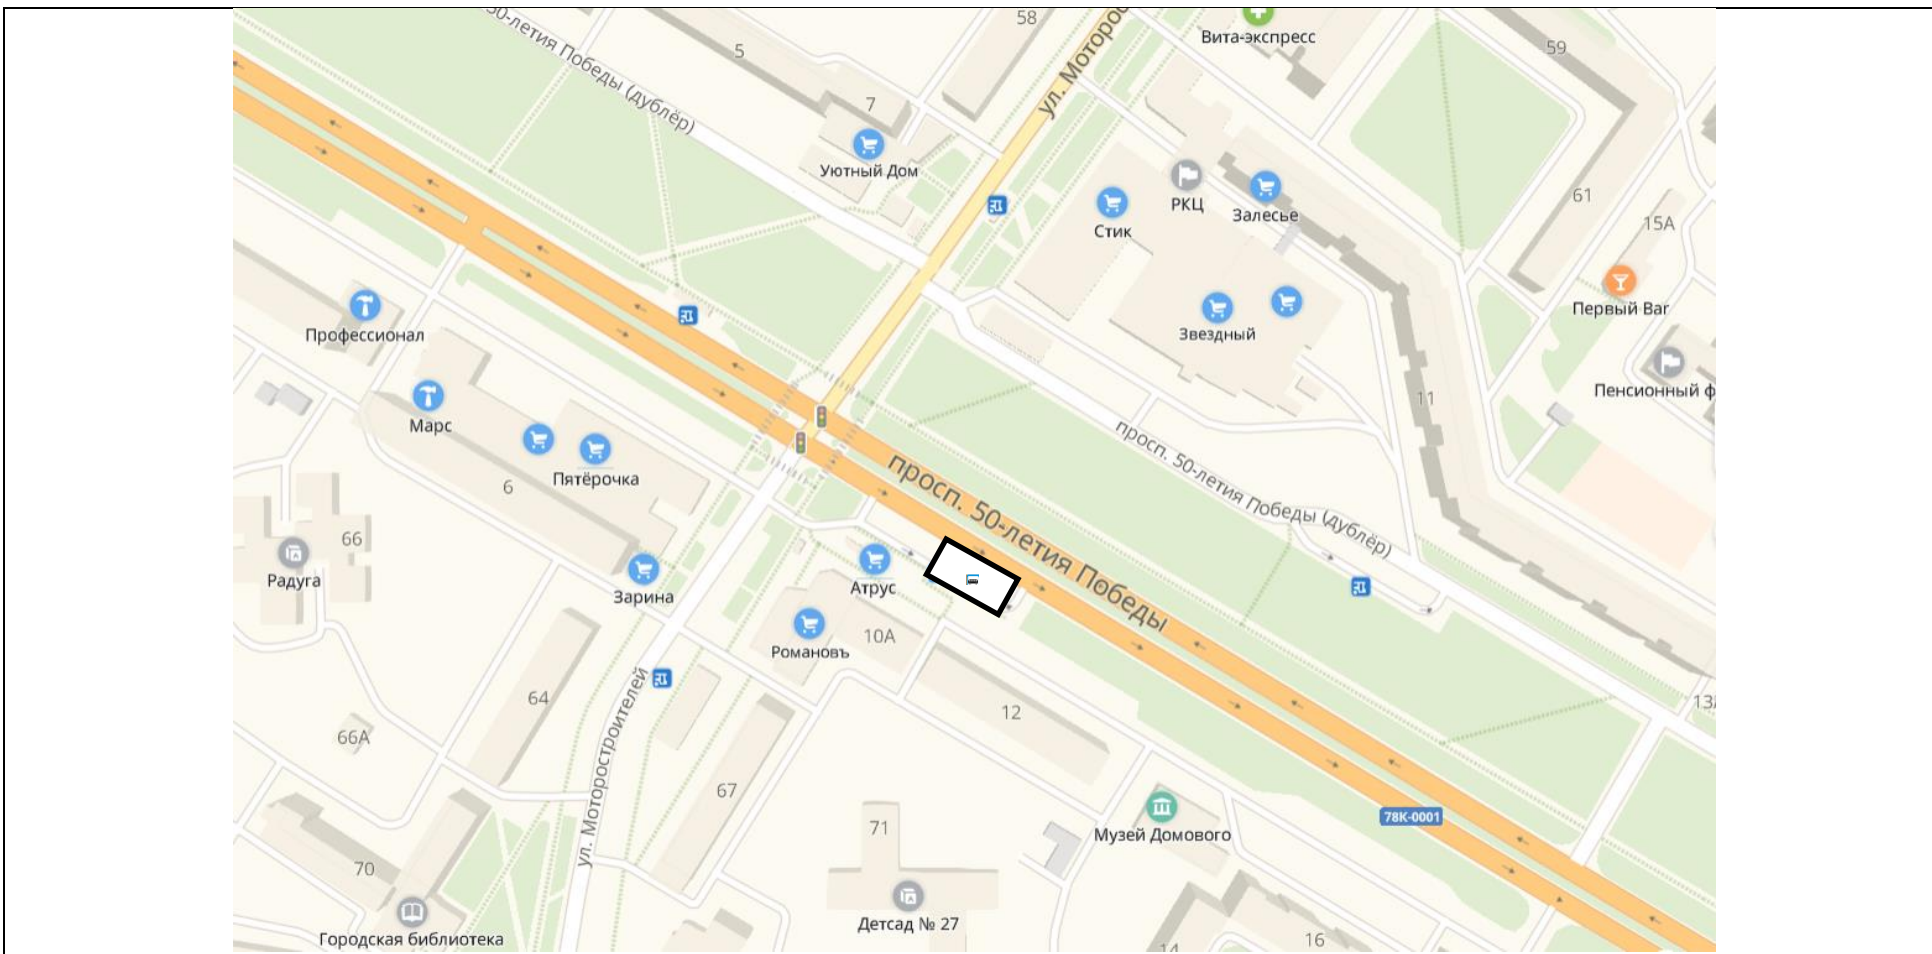 58
50-летия Победы (дублёр)
5
ул. Моторос
Вита-экспресс
59
7
Уютный Дом
РКЦ
Залесье
Стик
61
15А
Первый Bar
Звездный
Профессионал
Пенсионный ф
Марс
11
Пятёрочка
6
просп. 50-летия Победы (дублёр)
просп. 50-летия Победы
66
Радуга
Зарина
Атрус
Романовъ
10А
64
12
13
66А
67
ул. Моторостроителей
78К-0001
Музей Домового
71
70
Детсад № 27
Городская библиотека
14
16